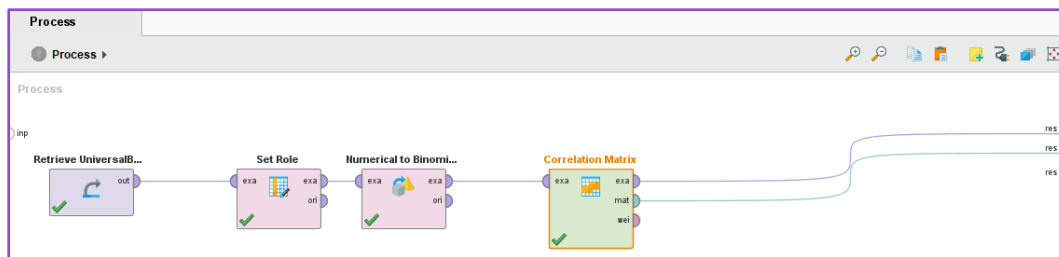 Process
Process
Process
inp
Retrieve UniversalB...
out
Set Role
exa
exa
ori
Numerical to Binomi...
exa
exa
ori
Correlation Matrix
exa
exa
mat
wei
res
res
res